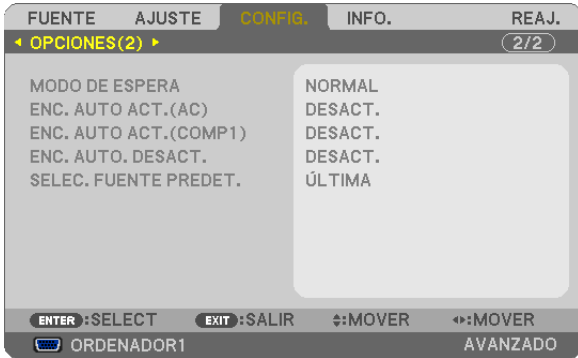 FUENTE AJUSTE CONFIG. INFO. REAJ.
OPCIONES(2) 2/2
MODO DE ESPERA NORMAL
ENC. AUTO ACT.(AC) DESACT.
ENC. AUTO ACT.(COMP1) DESACT.
ENC. AUTO. DESACT. DESACT.
SELEC. FUENTE PREDET. ÚLTIMA
ENTER :SELECT EXIT :SALIR :MOVER :MOVER
ORDENADOR1 AVANZADO